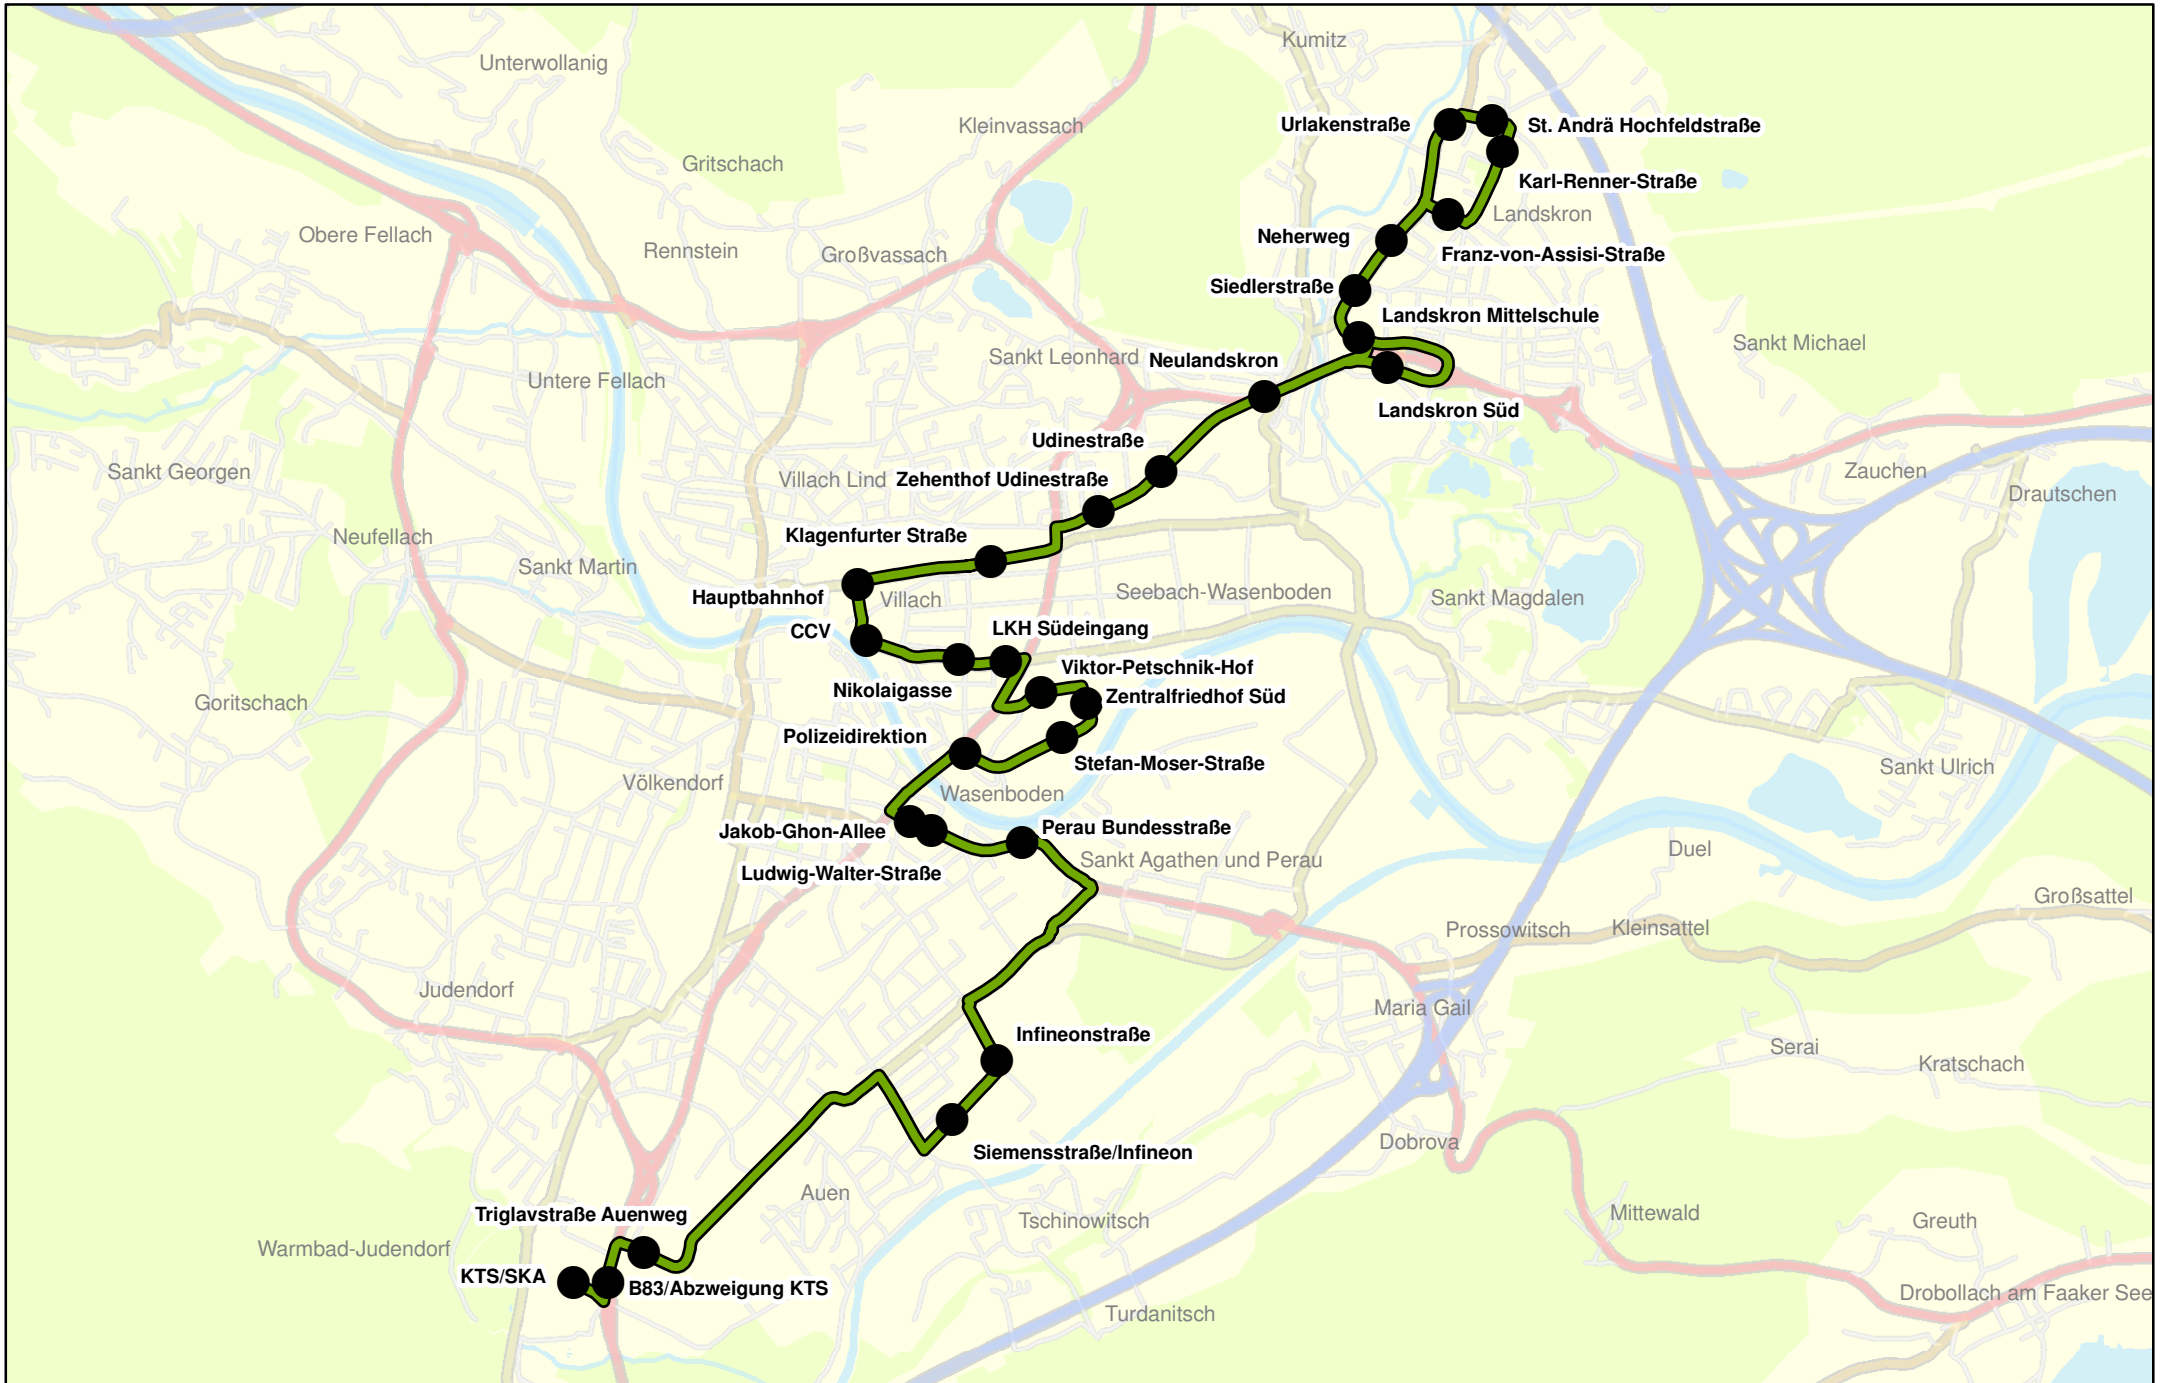 Kumitz
Unterwollanig
Kleinvassach
Urlakenstraße
St. Andrä Hochfeldstraße
Gritschach
Karl-Renner-Straße
Landskron
Obere Fellach
Neherweg
Rennstein
Großvassach
Franz-von-Assisi-Straße
Siedlerstraße
Landskron Mittelschule
Sankt Michael
Sankt Leonhard
Neulandskron
Untere Fellach
Landskron Süd
Udinestraße
Sankt Georgen
Zauchen
Villach Lind
Zehenthof Udinestraße
Drautschen
Klagenfurter Straße
Neufellach
Sankt Martin
Seebach-Wasenboden
Hauptbahnhof
Villach
Sankt Magdalen
CCV
LKH Südeingang
Viktor-Petschnik-Hof
Nikolaigasse
Zentralfriedhof Süd
Goritschach
Polizeidirektion
Stefan-Moser-Straße
Sankt Ulrich
Völkendorf
Wasenboden
Jakob-Ghon-Allee
Perau Bundesstraße
Duel
Sankt Agathen und Perau
Ludwig-Walter-Straße
Großsattel
Prossowitsch
Kleinsattel
Judendorf
Maria Gail
Infineonstraße
Serai
Kratschach
Dobrova
Siemensstraße/Infineon
Auen
Triglavstraße Auenweg
Tschinowitsch
Mittewald
Greuth
Warmbad-Judendorf
KTS/SKA
B83/Abzweigung KTS
Drobollach am Faaker See
Turdanitsch